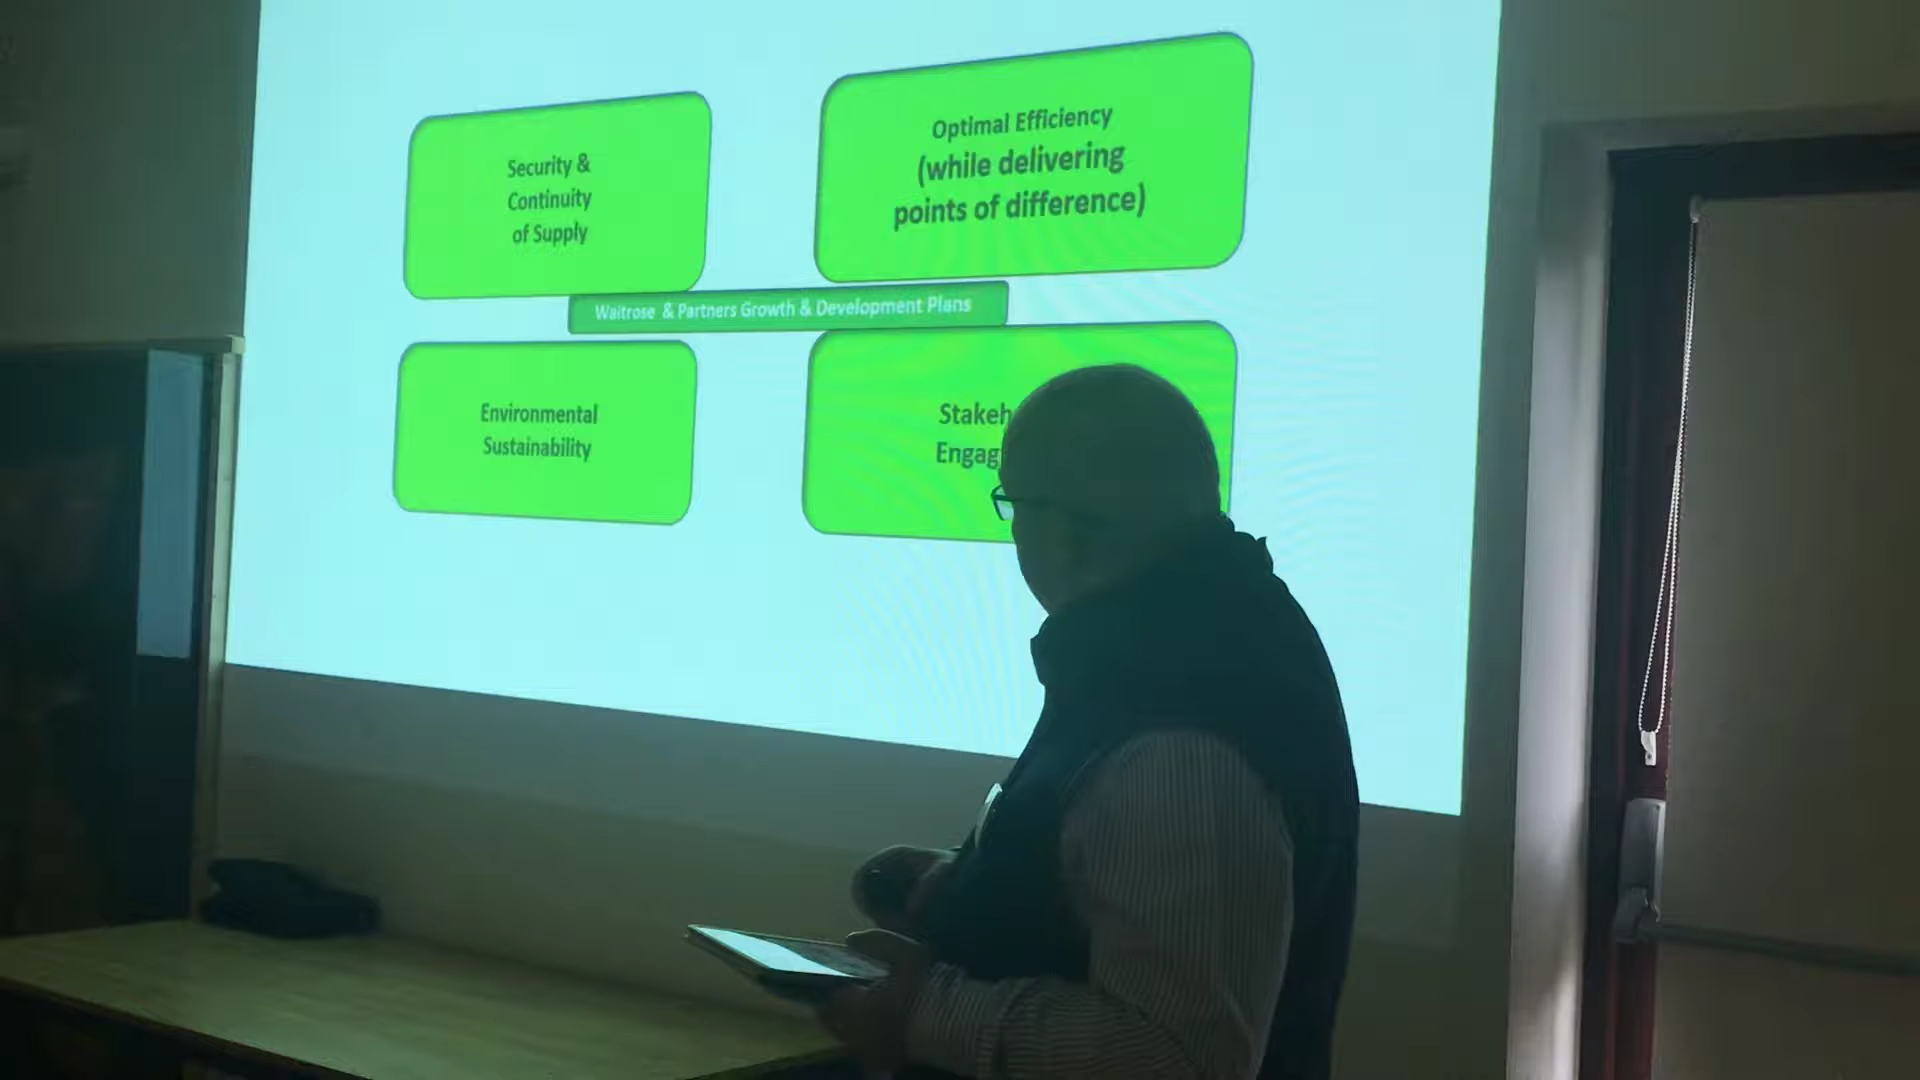 Security &
Continuity
of Supply
Optimal Efficiency
(while delivering
points of difference)
Waitrose & Partners Growth & Development Plans
Environmental
Sustainability